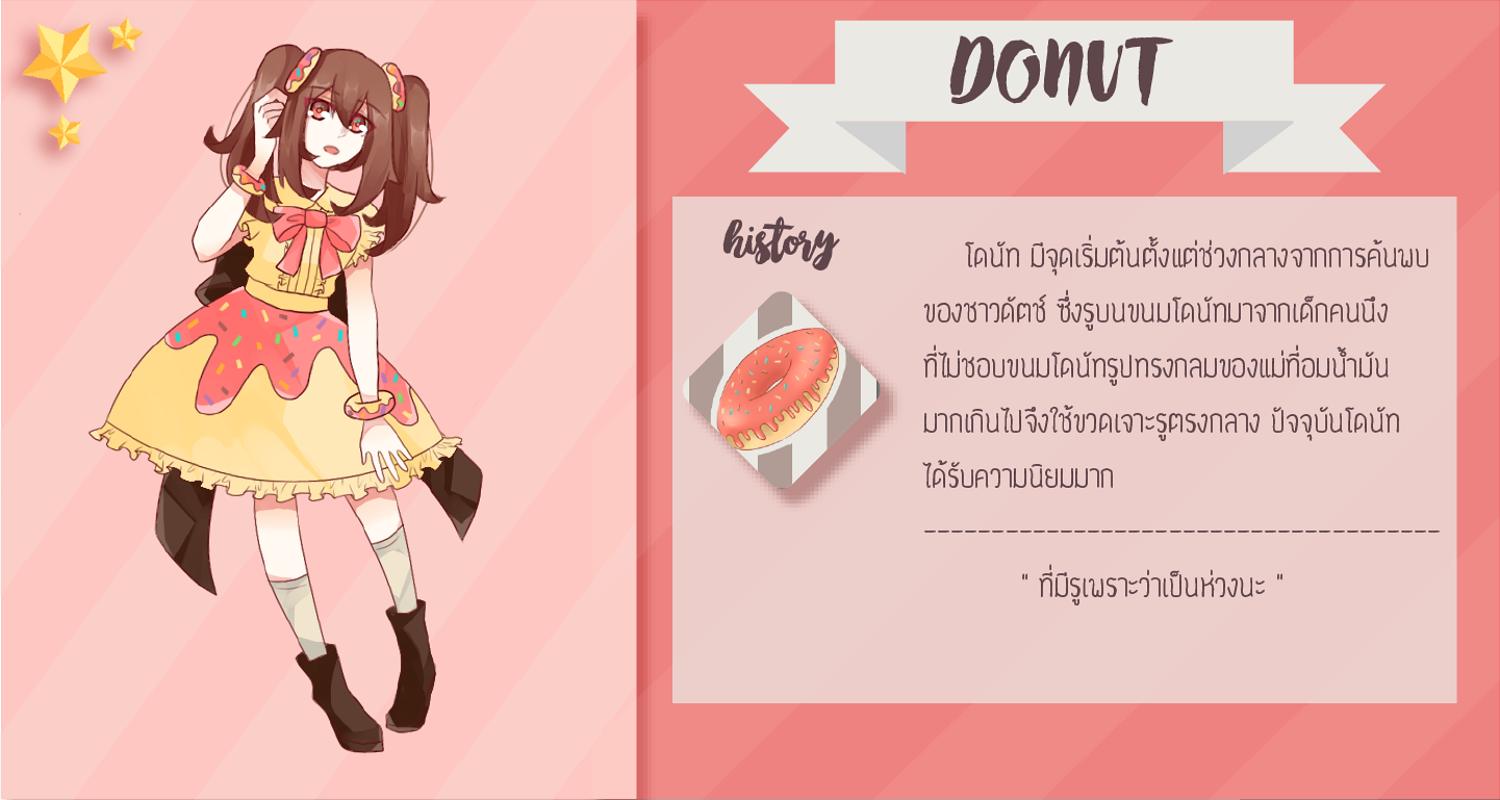 DONUT
history
โดนัท มีจุดเริ่มต้นตั้งแต่ช่วงกลางจากการค้นพบ
ของชาวดัตช์ ซึ่งรูบนขนมโดนัทมาจากเด็กคนนึง
ที่ไม่ชอบขนมโดนัทรูปทรงกลมของแม่ที่อมน้ำมัน
มากเกินไปจึงใช้ขวดเจาะรูตรงกลาง ปัจจุบันโดนัท
ได้รับความนิยมมาก
" ที่มีรูเพราะว่าเป็นห่วงนะ "